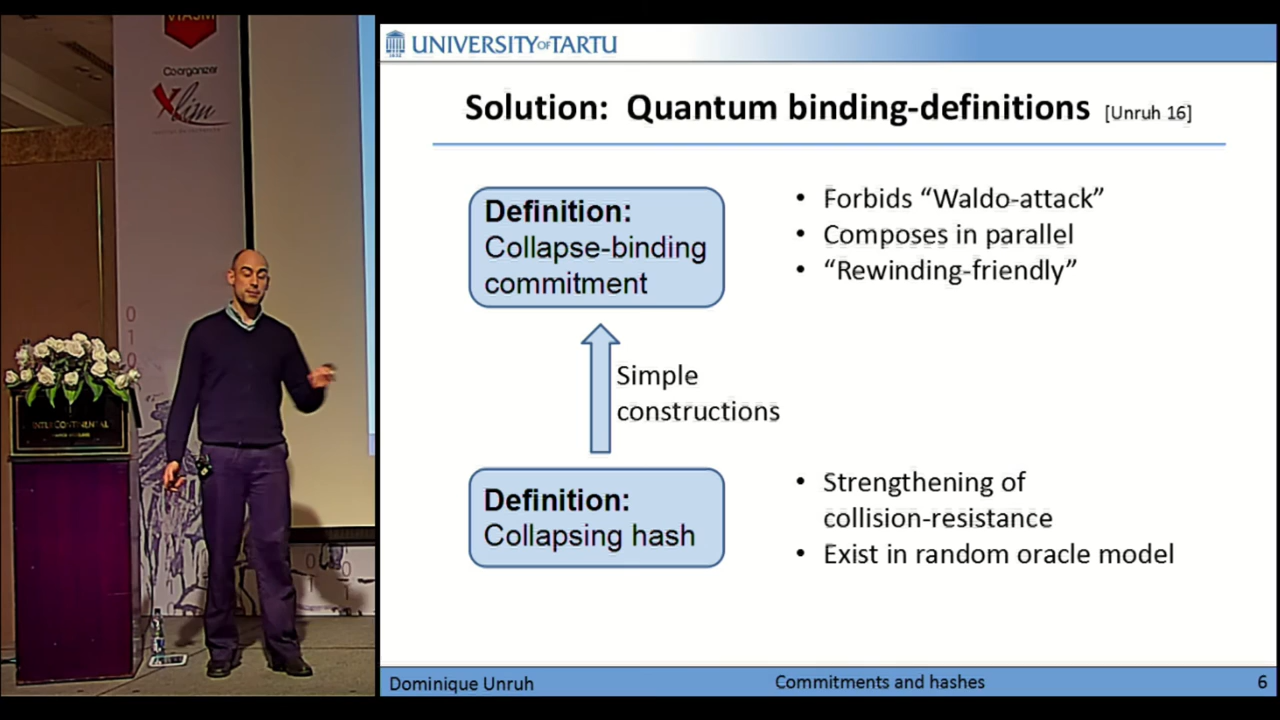 VIASM
Coorganizer
Xlim
UNIVERSITY OF TARTU
Solution: Quantum binding-definitions [Unruh 16]
Definition:
Collapse-binding
commitment
• Forbids “Waldo-attack”
• Composes in parallel
• “Rewinding-friendly”
Simple
constructions
Definition:
Collapsing hash
• Strengthening of
collision-resistance
• Exist in random oracle model
Dominique Unruh
Commitments and hashes
6